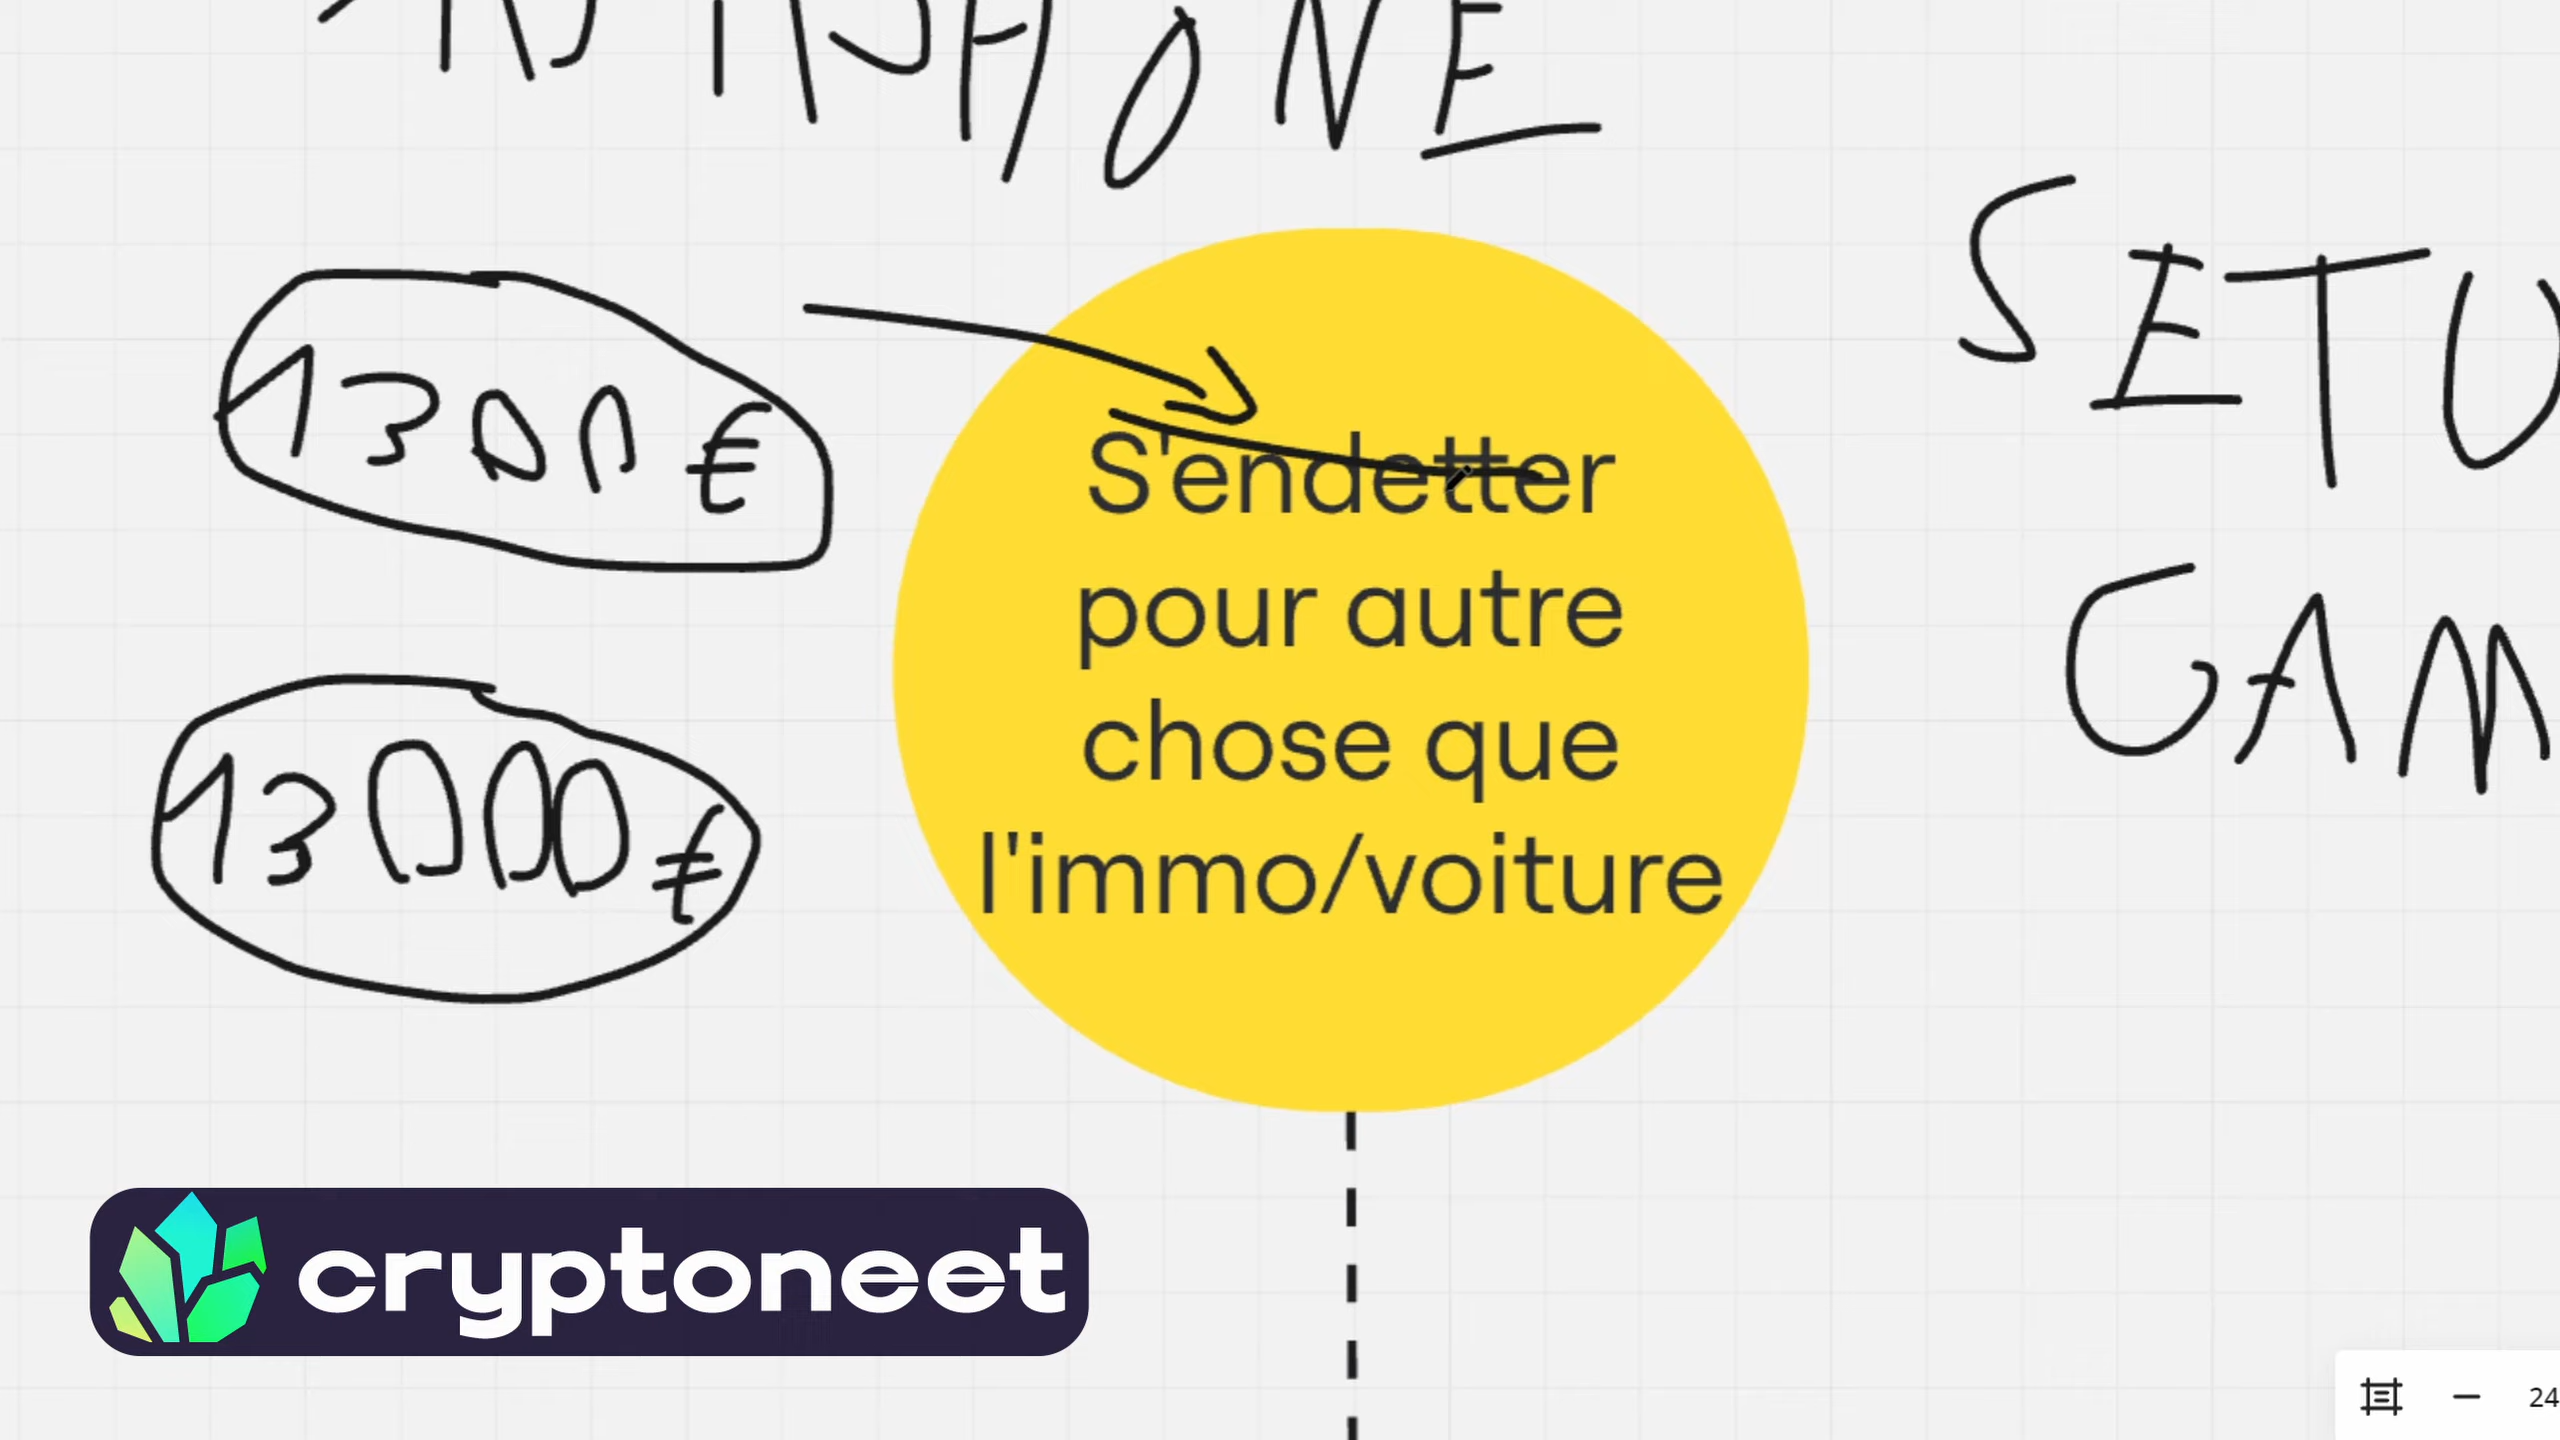 1300€
13000€
S'endetter
pour autre
chose que
l'immo/voiture
SETU
GAM
cryptoneet
24